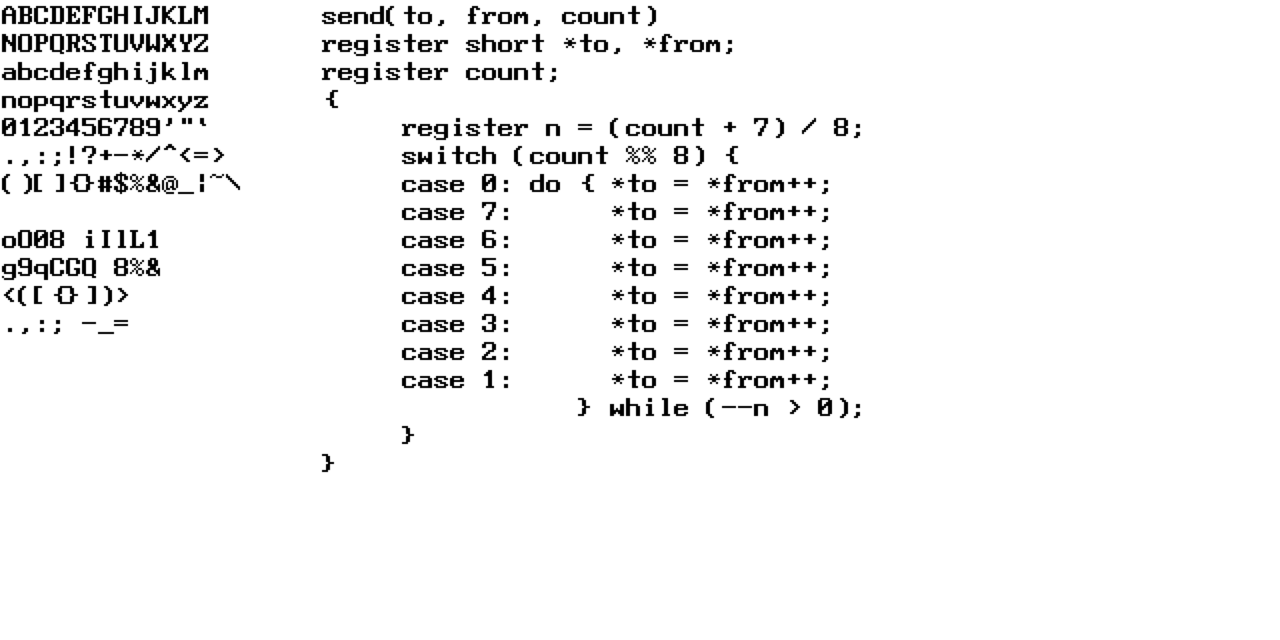 ABCDEFGHIJKLM
NOPQRSTUVWXYZ
abcdefghijklm
nopqrstuvwxyz
0123456789'"`
.,:;!?+-*/^<=>
()[]{}#$%&@_|~\
oO08 iIlL1
g9qCGQ 8%&
<([{}])>
.,:; -_=
send(to, from, count)
register short *to, *from;
register count;
{
     register n = (count + 7) / 8;
     switch (count %% 8) {
     case 0: do { *to = *from++;
     case 7:      *to = *from++;
     case 6:      *to = *from++;
     case 5:      *to = *from++;
     case 4:      *to = *from++;
     case 3:      *to = *from++;
     case 2:      *to = *from++;
     case 1:      *to = *from++;
                } while (--n > 0);
     }
}